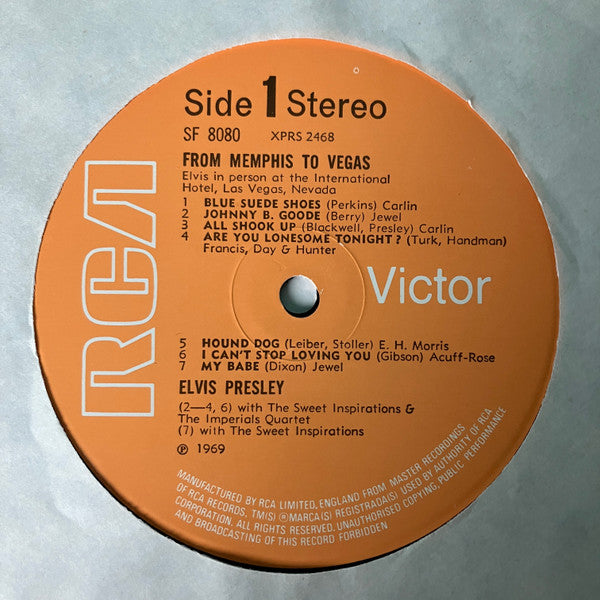 Side 1 Stereo
SF 8080 XPRS 2468
FROM MEMPHIS TO VEGAS
Elvis in person at the International
Hotel, Las Vegas, Nevada
1 BLUE SUEDE SHOES (Perkins) Carlin
2 JOHNNY B. GOODE (Berry) Jewel
3 ALL SHOOK UP (Blackwell, Presley) Carlin
4 ARE YOU LONESOME TONIGHT? (Turk, Handman)
Francis, Day & Hunter
RCA
Victor
5 HOUND DOG (Leiber, Stoller) E. H. Morris
6 I CAN'T STOP LOVING YOU (Gibson) Acuff-Rose
7 MY BABE (Dixon) Jewel
ELVIS PRESLEY
(2—4, 6) with The Sweet Inspirations &
The Imperials Quartet
(7) with The Sweet Inspirations
℗ 1969
MANUFACTURED BY RCA LIMITED, ENGLAND FROM MASTER RECORDINGS
OF RCA RECORDS, TM(S) ® MARCA(S) REGISTRADA(S) USED BY AUTHORITY OF RCA
CORPORATION. ALL RIGHTS RESERVED. UNAUTHORISED COPYING, PUBLIC PERFORMANCE
AND BROADCASTING OF THIS RECORD FORBIDDEN